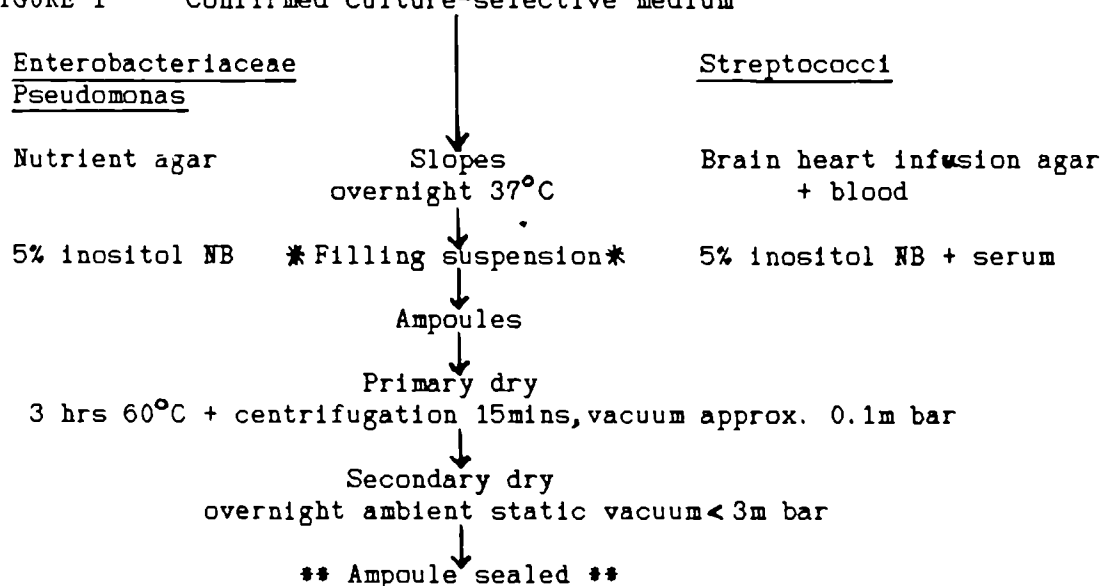 FIGURE 1 Confirmed culture selective medium
Enterobacteriaceae Streptococci
Pseudomonas
Nutrient agar Slopes Brain heart infusion agar
overnight 37°C + blood
5% inositol NB *Filling suspension* 5% inositol NB + serum
Ampoules
Primary dry
3 hrs 60°C + centrifugation 15mins, vacuum approx. 0.1m bar
Secondary dry
overnight ambient static vacuum < 3m bar
** Ampoule sealed **